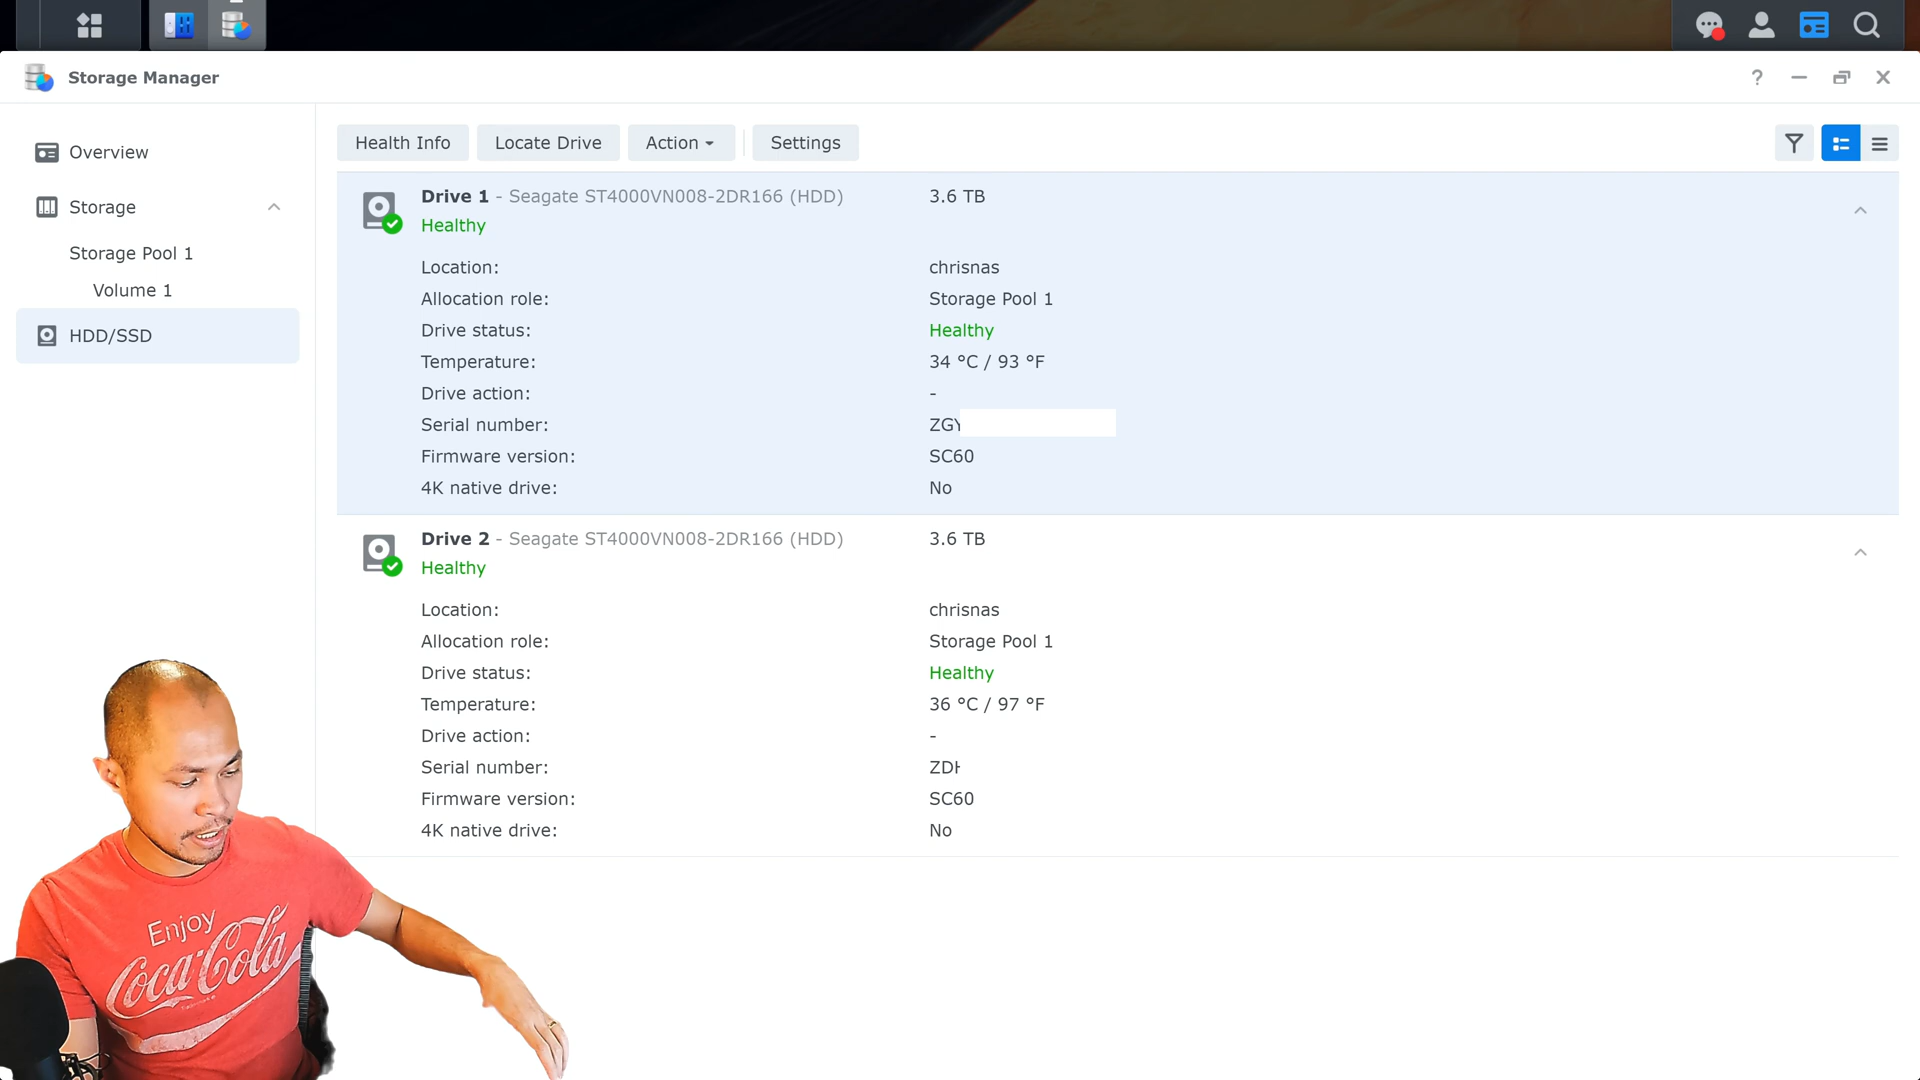 Storage Manager
?
Overview
Storage
Storage Pool 1
Volume 1
HDD/SSD
Health Info
Locate Drive
Action
Settings
Drive 1 - Seagate ST4000VN008-2DR166 (HDD) 3.6 TB
Healthy
Location: chrisnas
Allocation role: Storage Pool 1
Drive status: Healthy
Temperature: 34 °C / 93 °F
Drive action: -
Serial number: ZGY
Firmware version: SC60
4K native drive: No
Drive 2 - Seagate ST4000VN008-2DR166 (HDD) 3.6 TB
Healthy
Location: chrisnas
Allocation role: Storage Pool 1
Drive status: Healthy
Temperature: 36 °C / 97 °F
Drive action: -
Serial number: ZDH
Firmware version: SC60
4K native drive: No
Enjoy
Coca-Cola